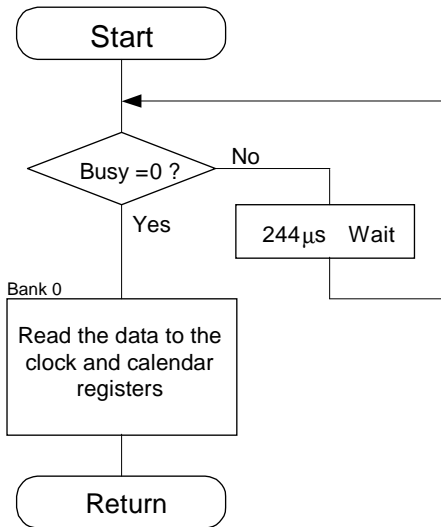 Start
Busy =0 ?
No
Yes
244μs Wait
Bank 0
Read the data to the
clock and calendar
registers
Return